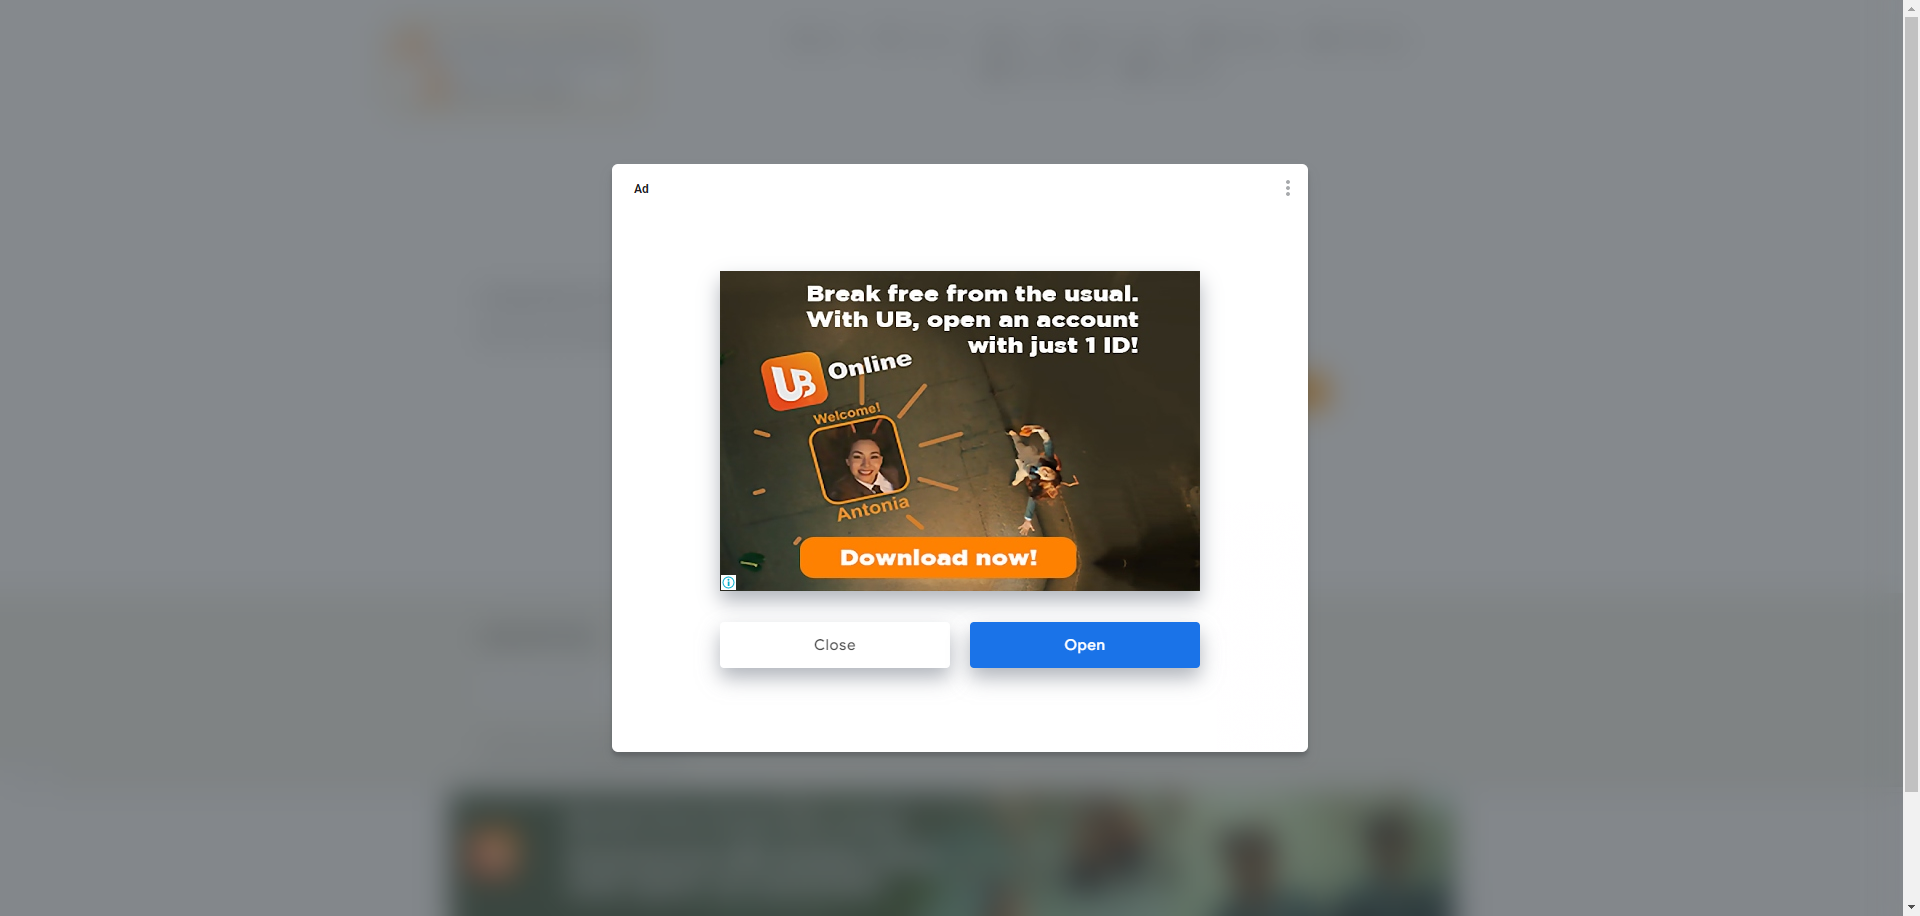 Ad
Break free from the usual.
With UB, open an account
with just 1 ID!
UB Online
Welcome!
Antonia
Download now!
Close
Open